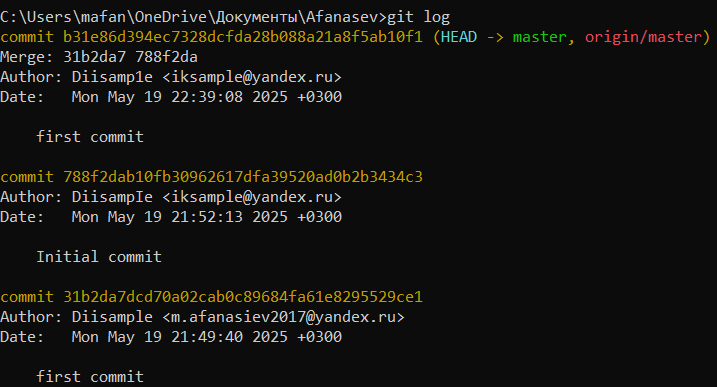 C:\Users\mafan\OneDrive\Документы\Afanasev>git log
commit b31e86d394ec7328dcfda28b088a21a8f5ab10f1 (HEAD -> master, origin/master)
Merge: 31b2da7 788f2da
Author: Diisamp1e <iksample@yandex.ru>
Date:   Mon May 19 22:39:08 2025 +0300
    first commit
commit 788f2dab10fb30962617dfa39520ad0b2b3434c3
Author: DiisampIe <iksample@yandex.ru>
Date:   Mon May 19 21:52:13 2025 +0300
    Initial commit
commit 31b2da7dcd70a02cab0c89684fa61e8295529ce1
Author: Diisample <m.afanasiev2017@yandex.ru>
Date:   Mon May 19 21:49:40 2025 +0300
    first commit